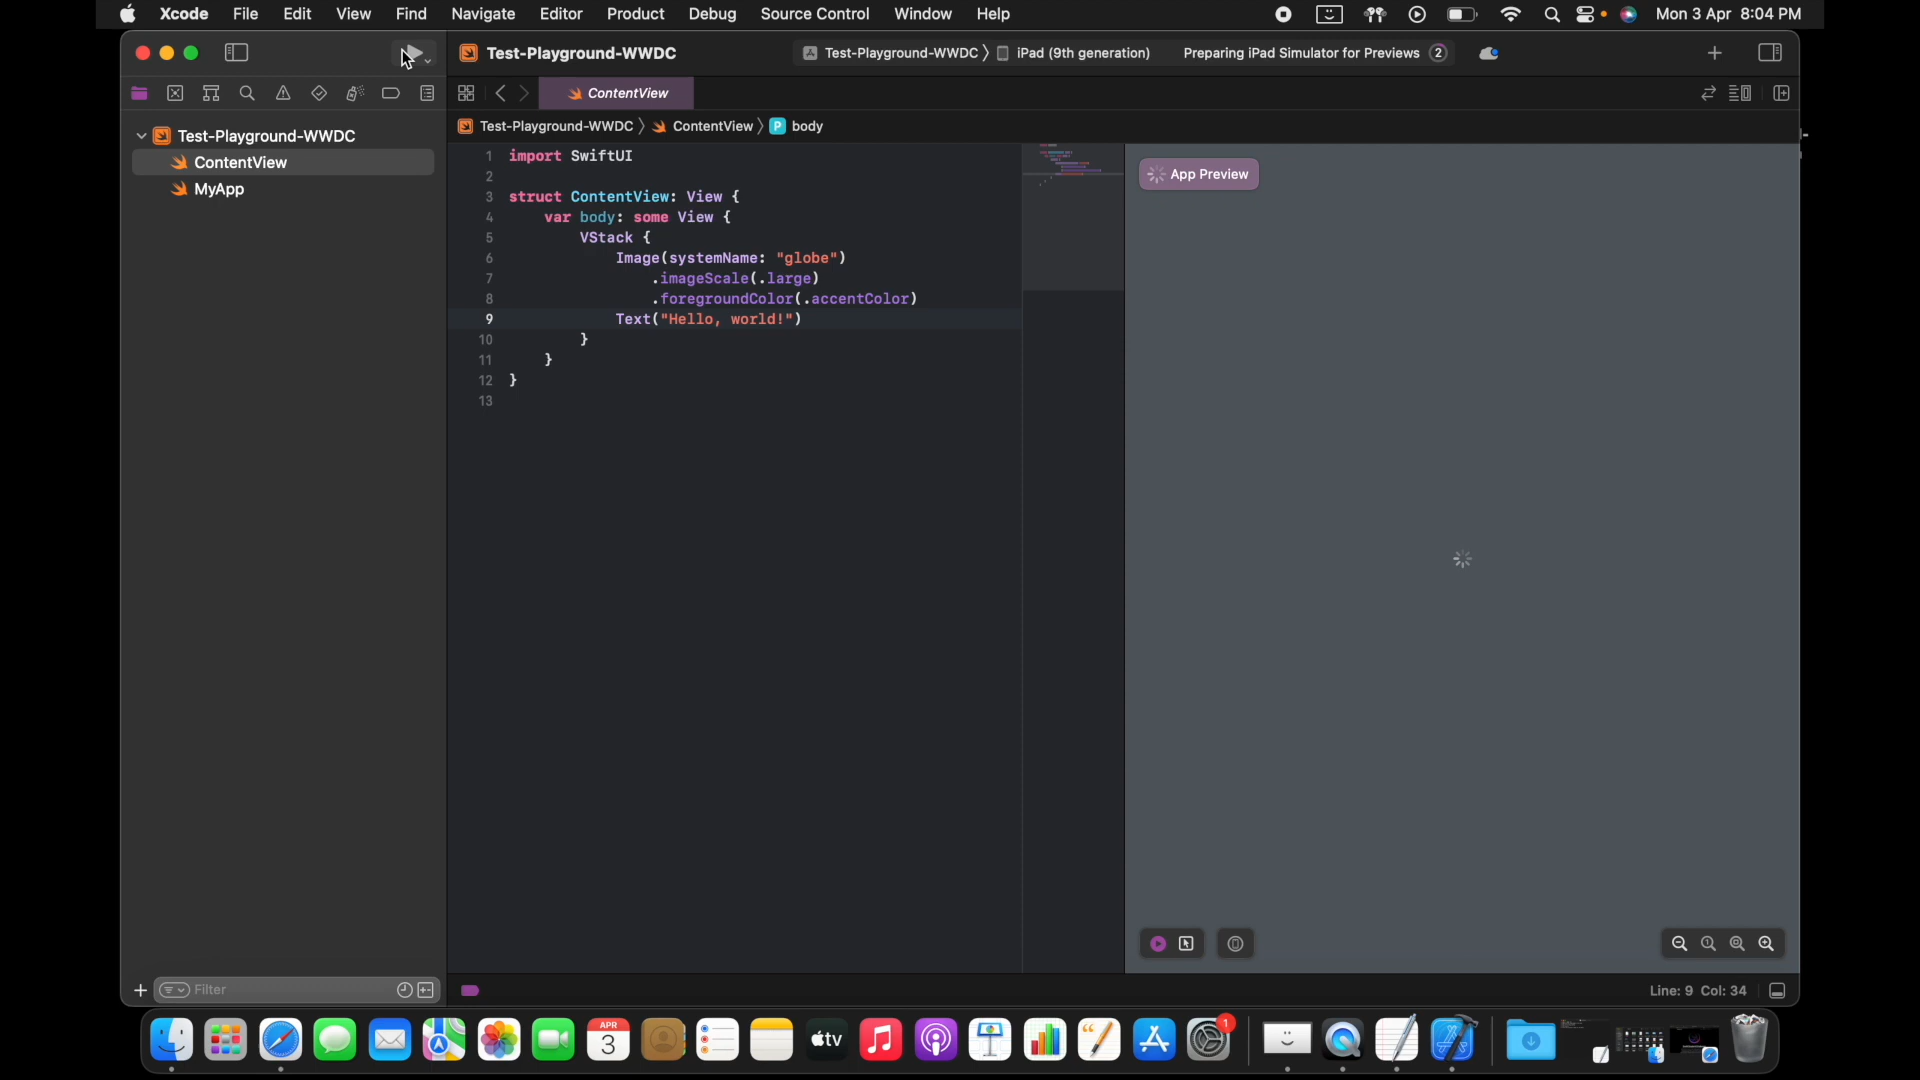 Xcode File Edit View Find Navigate Editor Product Debug Source Control Window Help Mon 3 Apr 8:04 PM
Test-Playground-WWDC Test-Playground-WWDC iPad (9th generation) Preparing iPad Simulator for Previews 2
ContentView
Test-Playground-WWDC ContentView P body
Test-Playground-WWDC
ContentView
MyApp
1 import SwiftUI
2
3 struct ContentView: View {
4 var body: some View {
5 VStack {
6 Image(systemName: "globe")
7 .imageScale(.large)
8 .foregroundColor(.accentColor)
9 Text("Hello, world!")
10 }
11 }
12 }
13
App Preview
Filter
Line: 9 Col: 34
APR
3
tv
1